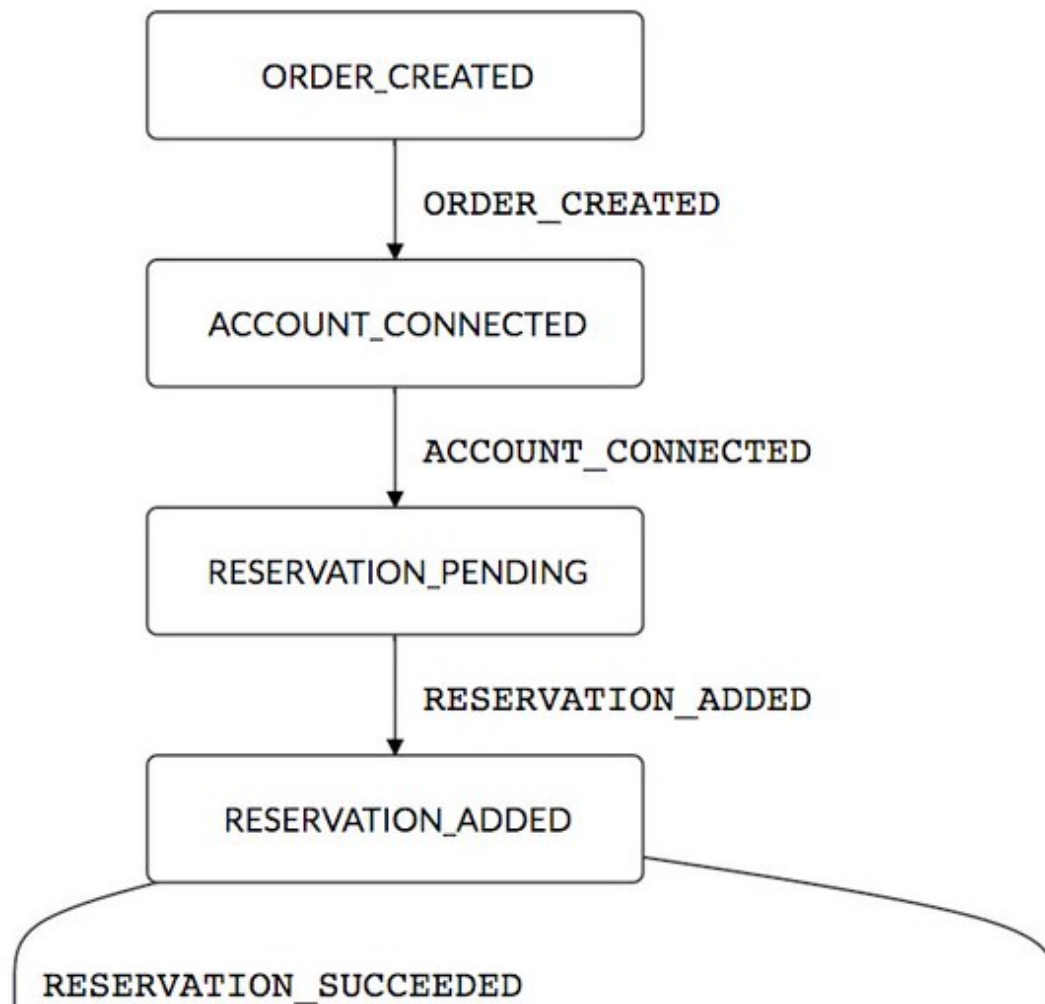 ORDER_CREATED
ORDER_CREATED
ACCOUNT_CONNECTED
ACCOUNT_CONNECTED
RESERVATION_PENDING
RESERVATION_ADDED
RESERVATION_ADDED
RESERVATION_SUCCEEDED